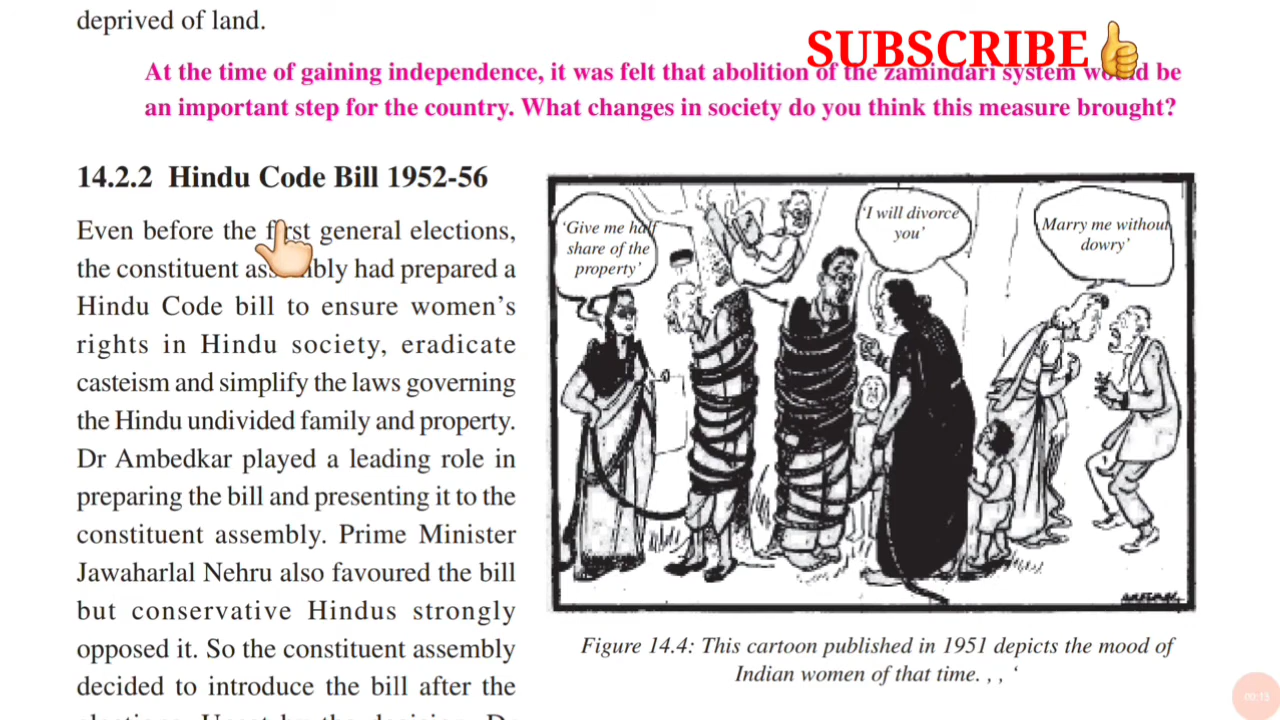 deprived of land.
SUBSCRIBE
At the time of gaining independence, it was felt that abolition of the zamindari system would be
an important step for the country. What changes in society do you think this measure brought?
14.2.2 Hindu Code Bill 1952-56
Even before the first general elections,
the constituent assembly had prepared a
Hindu Code bill to ensure women's
rights in Hindu society, eradicate
casteism and simplify the laws governing
the Hindu undivided family and property.
Dr Ambedkar played a leading role in
preparing the bill and presenting it to the
constituent assembly. Prime Minister
Jawaharlal Nehru also favoured the bill
but conservative Hindus strongly
opposed it. So the constituent assembly
decided to introduce the bill after the
'Give me half
share of the
property'
'I will divorce
you'
Marry me without
dowry'
Figure 14.4: This cartoon published in 1951 depicts the mood of
Indian women of that time. , , '
00:15